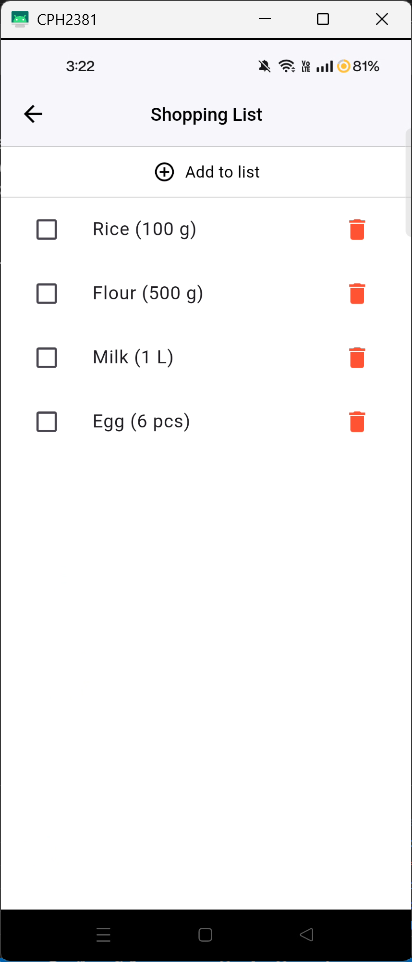 CPH2381
3:22 81%
Shopping List
Add to list
Rice (100 g)
Flour (500 g)
Milk (1 L)
Egg (6 pcs)